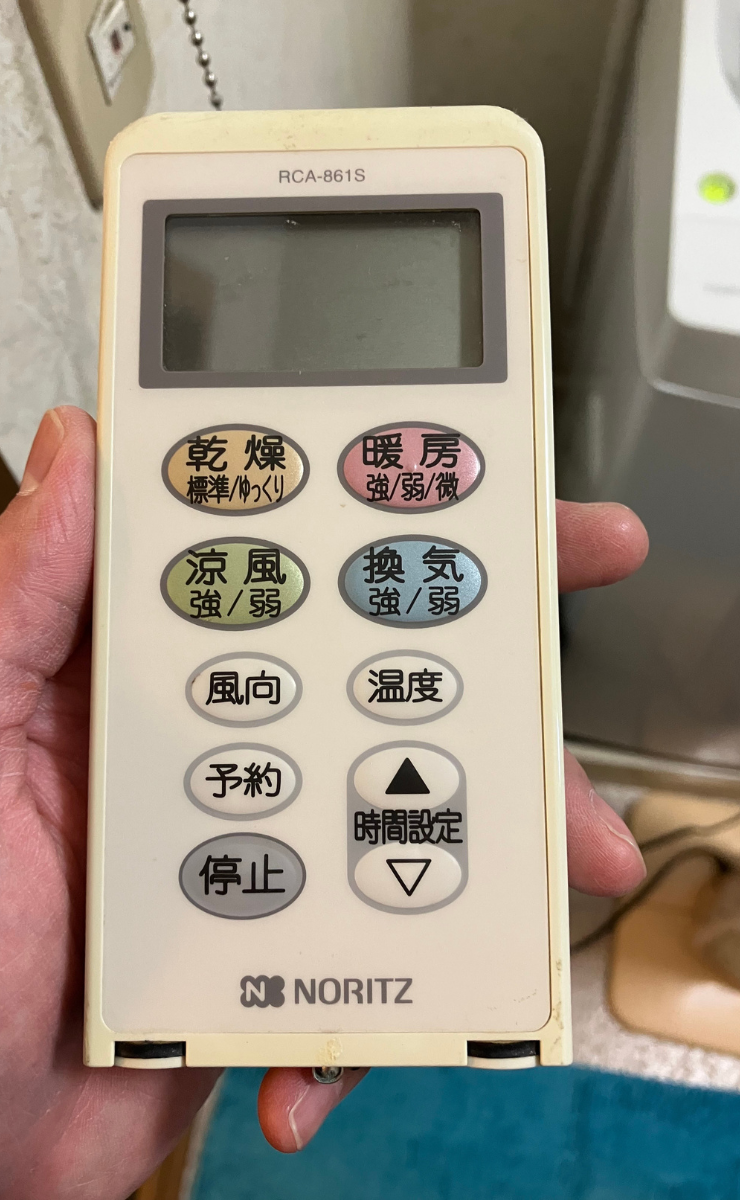 RCA-861S
乾燥
標準/ゆっくり
暖房
強/弱/微
涼風
強/弱
換気
強/弱
風向
温度
予約
▲
時間設定
▽
停止
N NORITZ